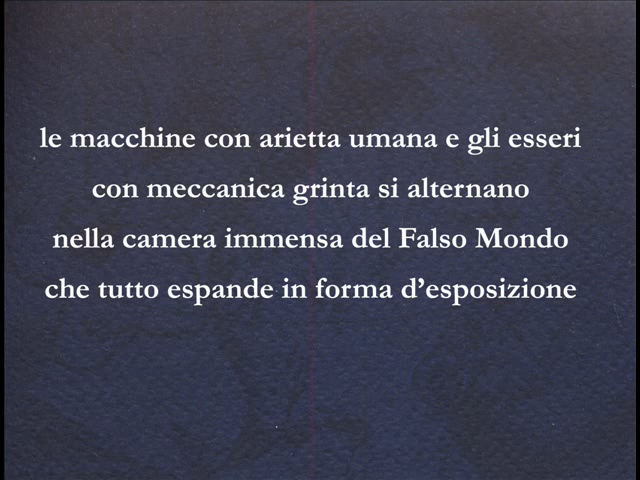 le macchine con arietta umana e gli esseri
con meccanica grinta si alternano
nella camera immensa del Falso Mondo
che tutto espande in forma d’esposizione